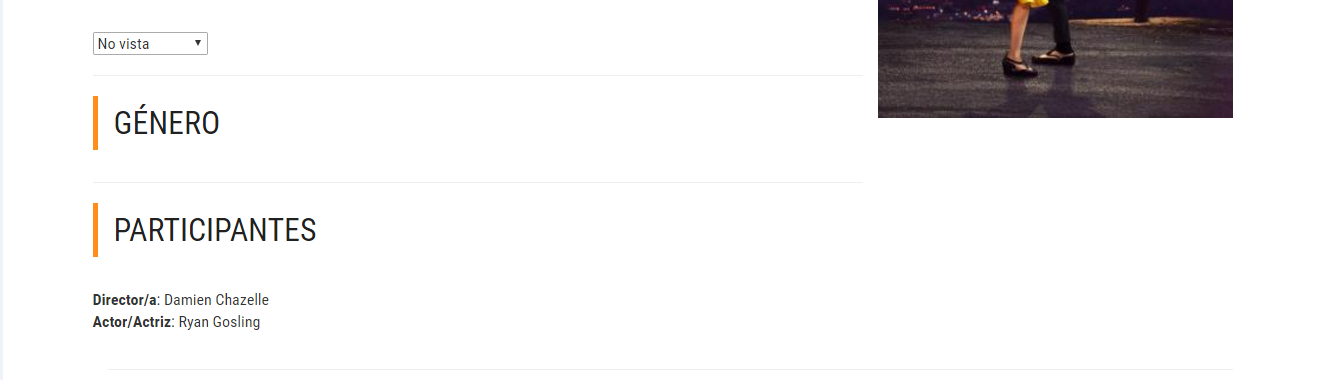 No vista
GÉNERO
PARTICIPANTES
Director/a: Damien Chazelle
Actor/Actriz: Ryan Gosling